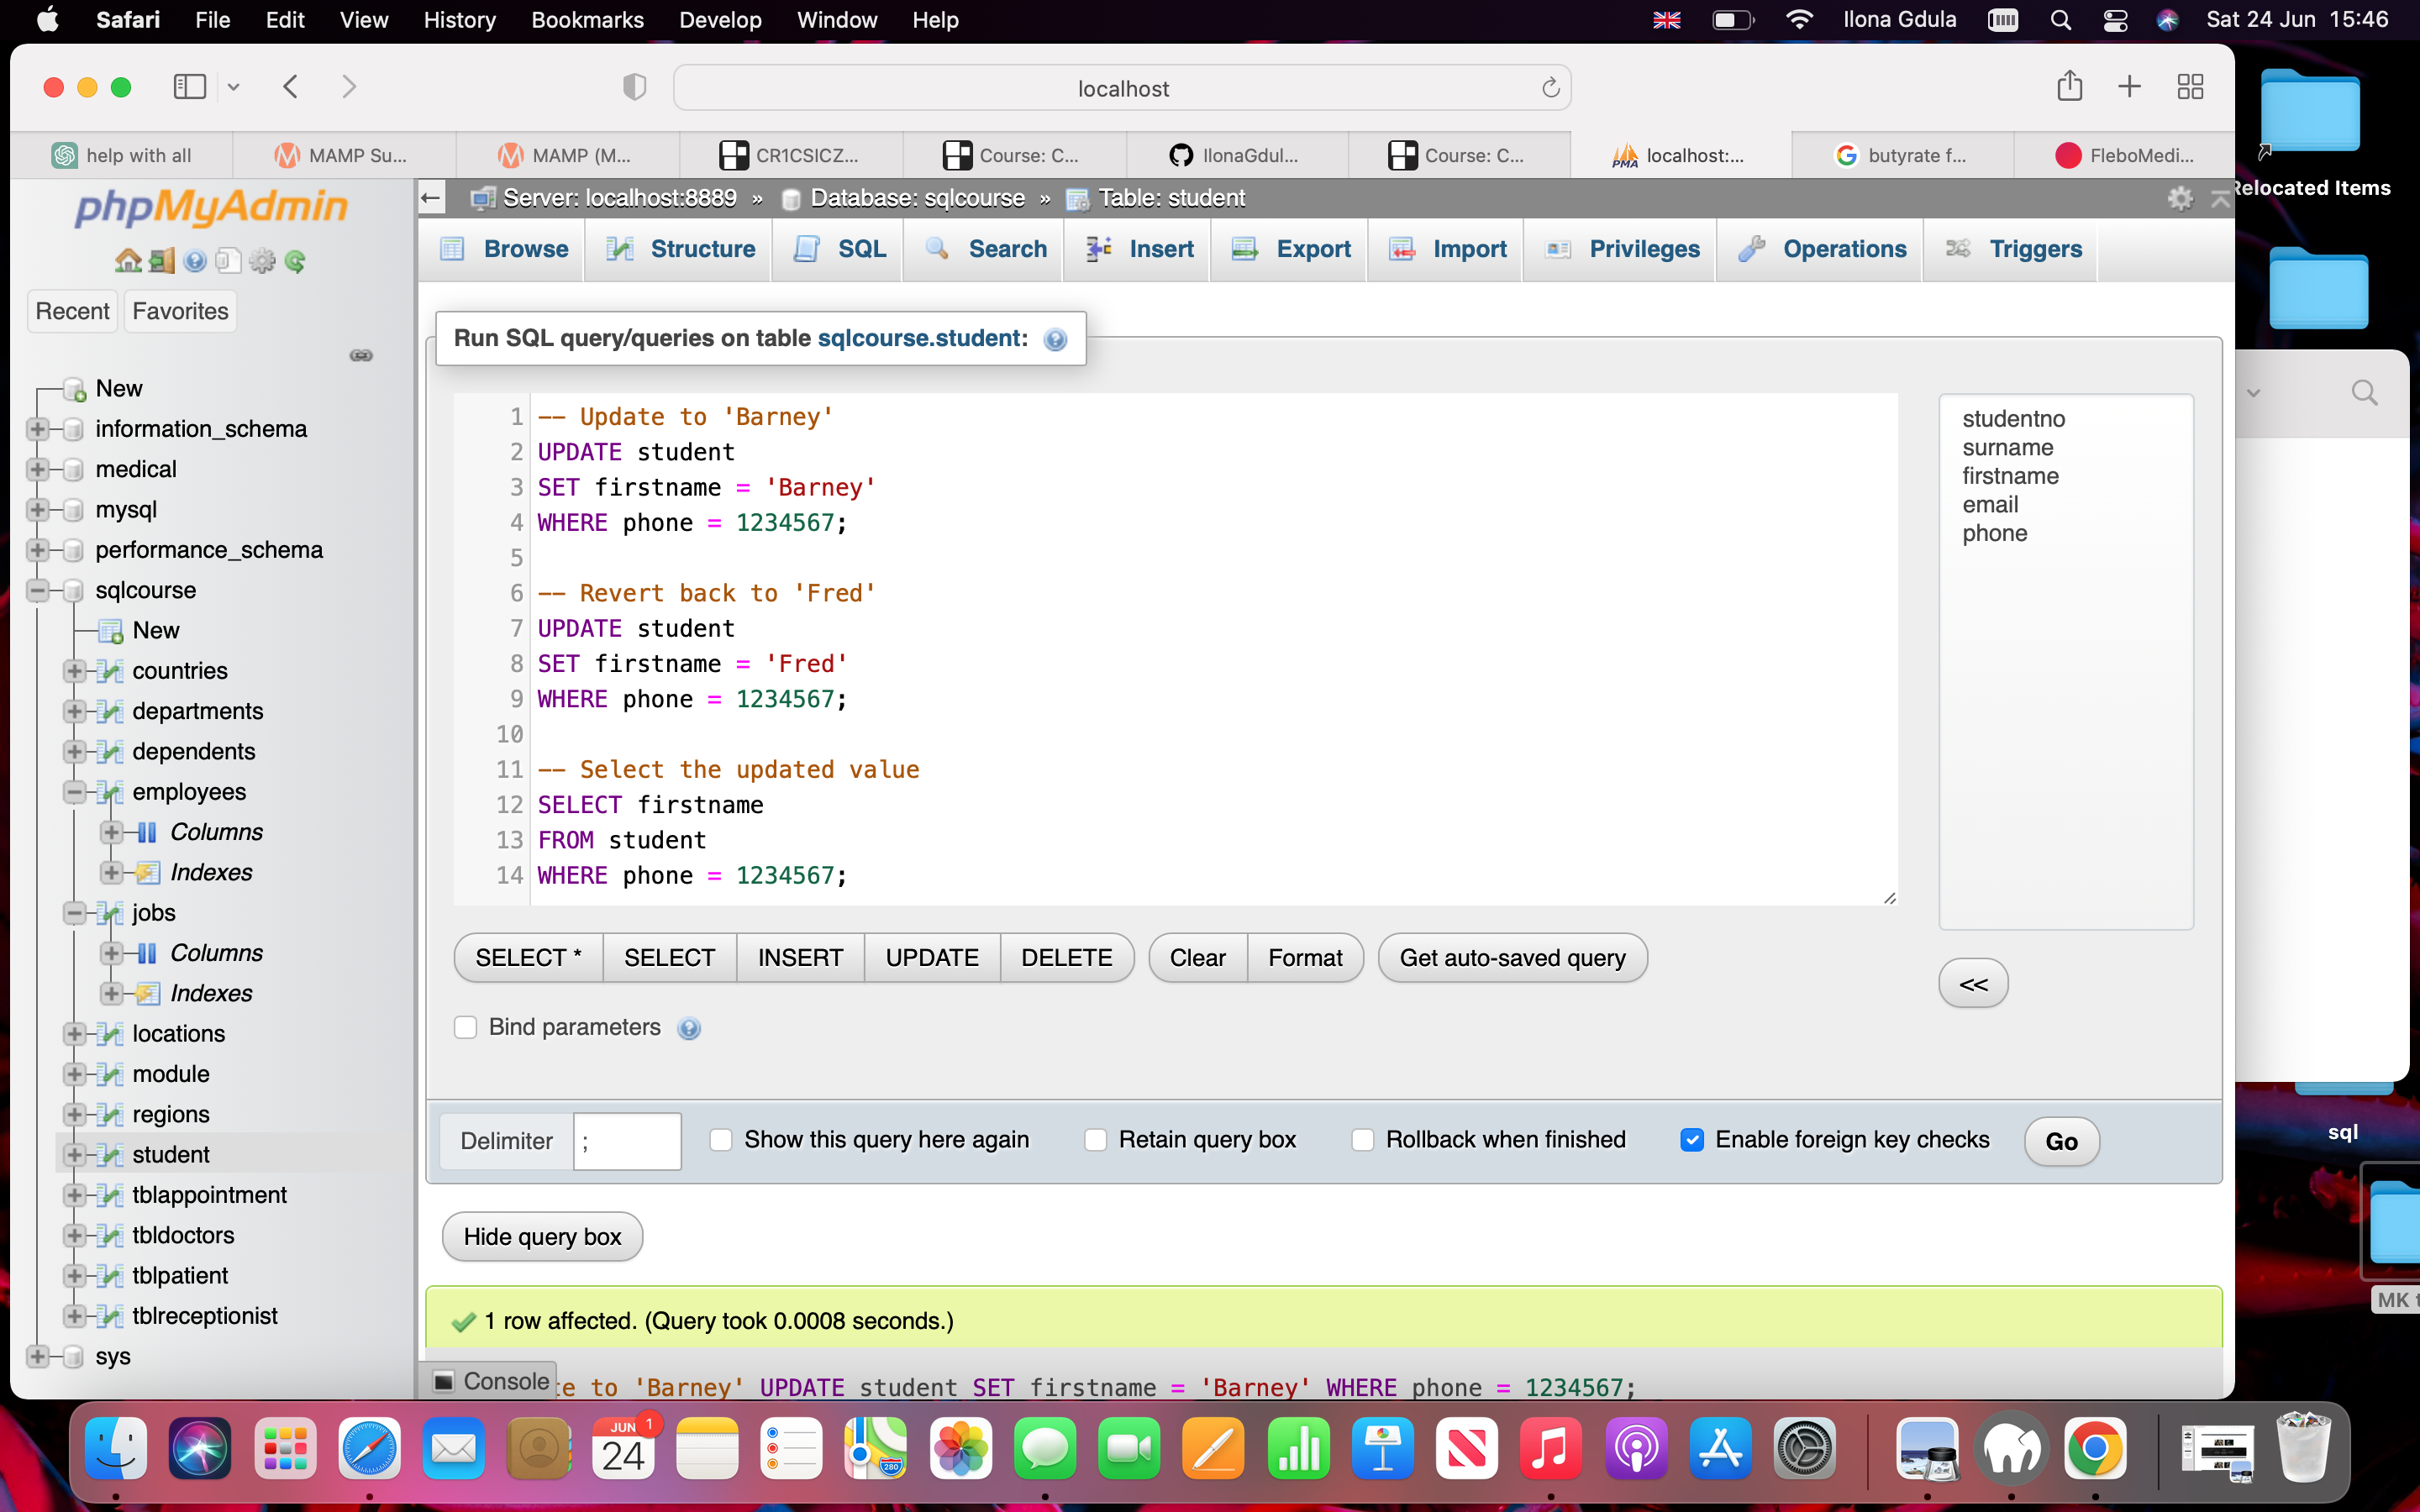 Safari File Edit View History Bookmarks Develop Window Help Ilona Gdula Sat 24 Jun 15:46
localhost
help with all MAMP Su... MAMP (M... CR1CSICZ... Course: C... IlonaGdul... Course: C... localhost:... butyrate f... FleboMedi...
Relocated Items
phpMyAdmin
Server: localhost:8889 » Database: sqlcourse » Table: student
Browse Structure SQL Search Insert Export Import Privileges Operations Triggers
Recent Favorites
New
information_schema
medical
mysql
performance_schema
sqlcourse
New
countries
departments
dependents
employees
Columns
Indexes
jobs
Columns
Indexes
locations
module
regions
student
tblappointment
tbldoctors
tblpatient
tblreceptionist
sys
Run SQL query/queries on table sqlcourse.student:
1 -- Update to 'Barney'
2 UPDATE student
3 SET firstname = 'Barney'
4 WHERE phone = 1234567;
5
6 -- Revert back to 'Fred'
7 UPDATE student
8 SET firstname = 'Fred'
9 WHERE phone = 1234567;
10
11 -- Select the updated value
12 SELECT firstname
13 FROM student
14 WHERE phone = 1234567;
studentno
surname
firstname
email
phone
SELECT * SELECT INSERT UPDATE DELETE Clear Format Get auto-saved query
<<
Bind parameters
Delimiter ; Show this query here again Retain query box Rollback when finished Enable foreign key checks Go
sql
Hide query box
MK t
1 row affected. (Query took 0.0008 seconds.)
Console te to 'Barney' UPDATE student SET firstname = 'Barney' WHERE phone = 1234567;
JUN 1
24
280